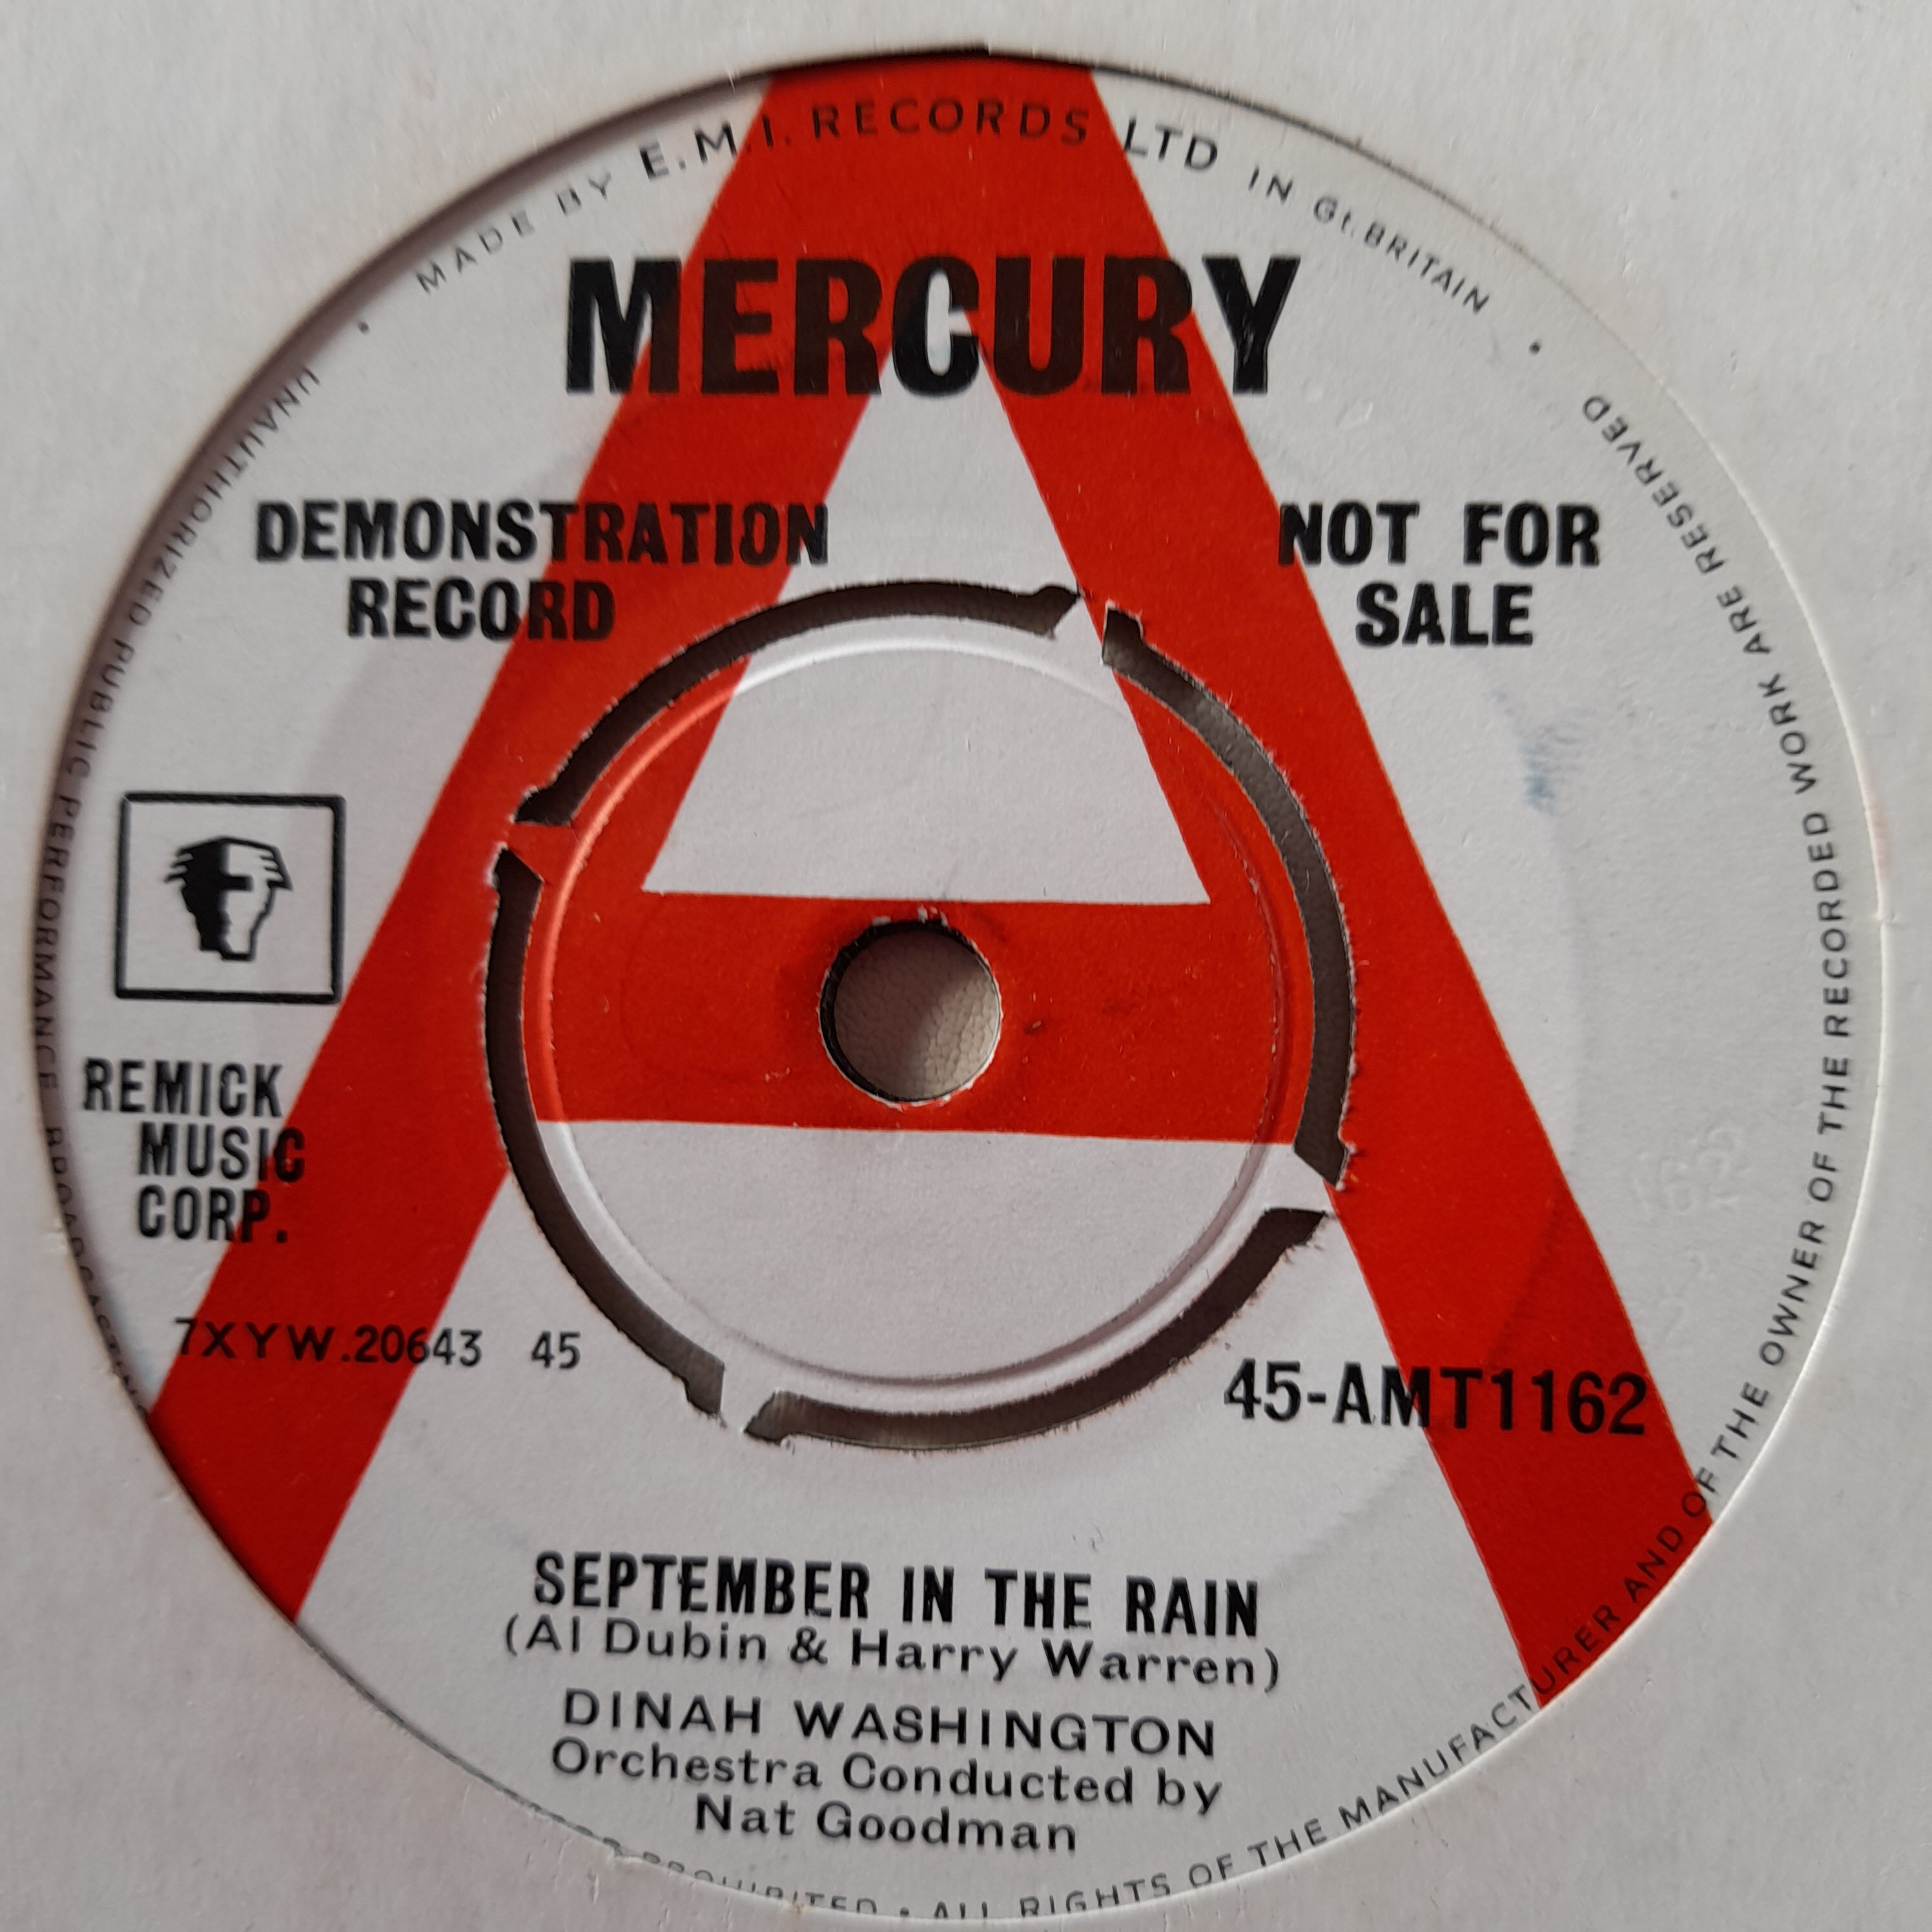 MADE BY E.M.I. RECORDS LTD IN Gt.BRITAIN
MERCURY
DEMONSTRATION
RECORD
NOT FOR
SALE
REMICK
MUSIC
CORP.
7XYW.20643 45
45-AMT1162
SEPTEMBER IN THE RAIN
(Al Dubin & Harry Warren)
DINAH WASHINGTON
Orchestra Conducted by
Nat Goodman
ALL RIGHTS OF THE MANUFACTURER AND OF THE OWNER OF THE RECORDED WORK ARE RESERVED
UNAUTHORIZED PUBLIC PERFORMANCE BROADCASTING
PROHIBITED
A